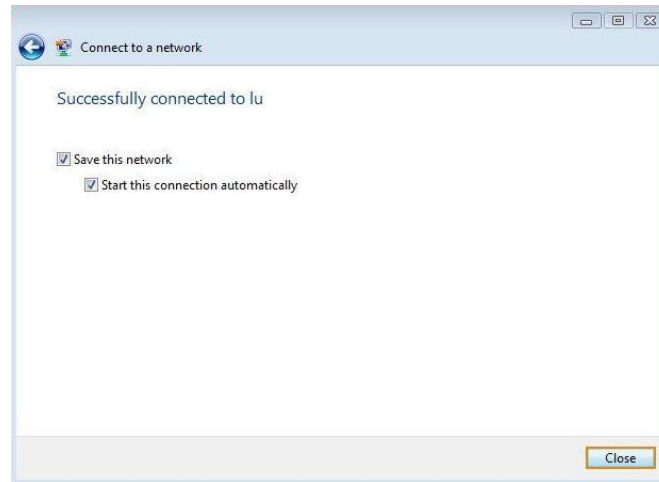 Connect to a network
Successfully connected to lu
Save this network
Start this connection automatically
Close